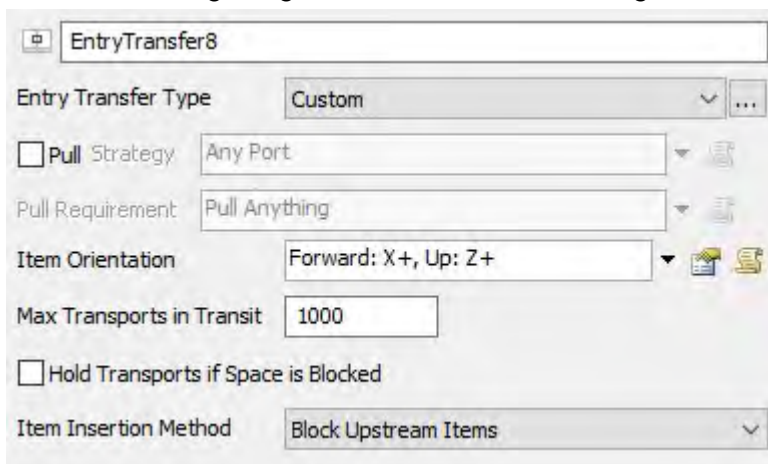 EntryTransfer8
Entry Transfer Type Custom ...
Pull Strategy Any Port
Pull Requirement Pull Anything
Item Orientation Forward: X+, Up: Z+
Max Transports in Transit 1000
Hold Transports if Space is Blocked
Item Insertion Method Block Upstream Items